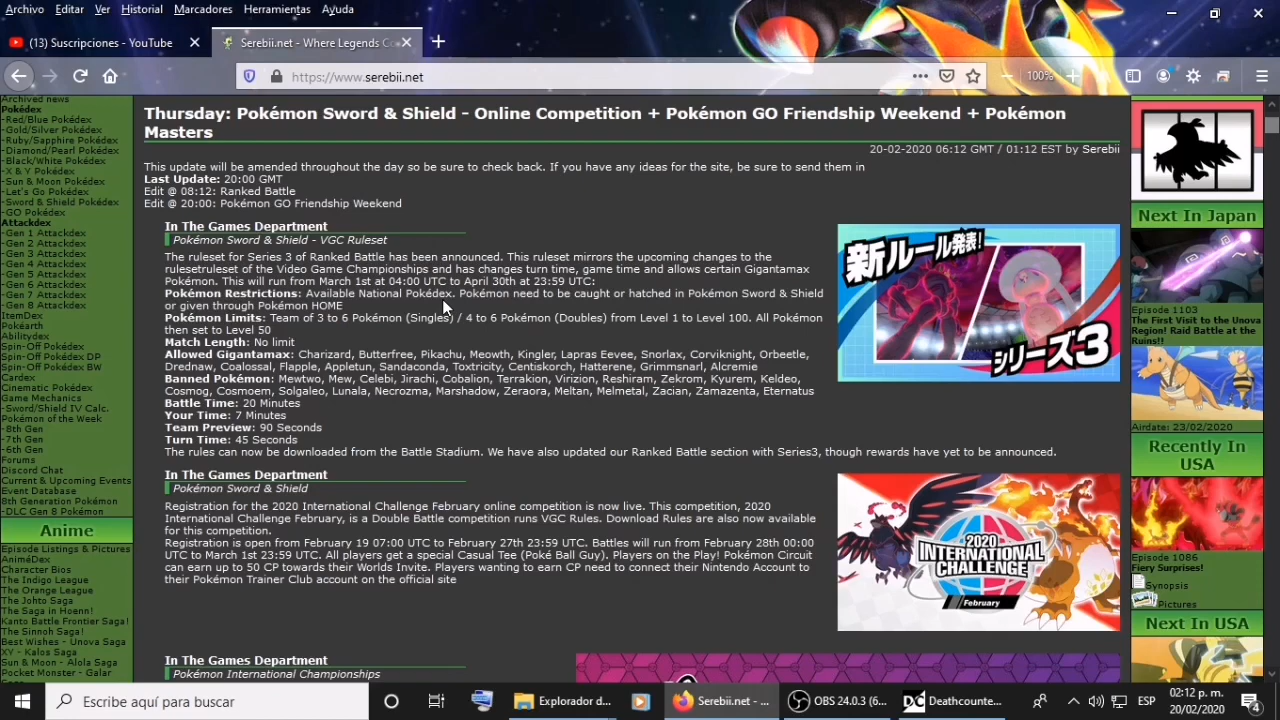 Archivo Editar Ver Historial Marcadores Herramientas Ayuda
(13) Suscripciones - YouTube
Serebii.net - Where Legends Co
https://www.serebii.net
100%
Archived news
Pokédex
-Red/Blue Pokédex
-Gold/Silver Pokédex
-Ruby/Sapphire Pokédex
-Diamond/Pearl Pokédex
-Black/White Pokédex
-X & Y Pokédex
-Sun & Moon Pokédex
-Let's Go Pokédex
-Sword & Shield Pokédex
-GO Pokédex
Attackdex
-Gen 1 Attackdex
-Gen 2 Attackdex
-Gen 3 Attackdex
-Gen 4 Attackdex
-Gen 5 Attackdex
-Gen 6 Attackdex
-Gen 7 Attackdex
-Gen 8 Attackdex
ItemDex
Pokéarth
Abilitydex
Spin-Off Pokédex
Spin-Off Pokédex DP
Spin-Off Pokédex BW
Cardex
Cinematic Pokédex
Game Mechanics
-Sword/Shield IV Calc.
Pokémon of the Week
-8th Gen
-7th Gen
-6th Gen
Forums
Discord Chat
Current & Upcoming Events
Event Database
8th Generation Pokémon
-DLC Gen 8 Pokémon
Anime
Episode Listings & Pictures
AniméDex
Character Bios
The Indigo League
The Orange League
The Johto Saga
The Saga in Hoenn!
Kanto Battle Frontier Saga!
The Sinnoh Saga!
Best Wishes - Unova Saga
XY - Kalos Saga
Sun & Moon - Alola Saga
Pocket Monster - Galar
Thursday: Pokémon Sword & Shield - Online Competition + Pokémon GO Friendship Weekend + Pokémon
Masters
20-02-2020 06:12 GMT / 01:12 EST by Serebii
This update will be amended throughout the day so be sure to check back. If you have any ideas for the site, be sure to send them in
Last Update: 20:00 GMT
Edit @ 08:12: Ranked Battle
Edit @ 20:00: Pokémon GO Friendship Weekend
In The Games Department
Pokémon Sword & Shield - VGC Ruleset
The ruleset for Series 3 of Ranked Battle has been announced. This ruleset mirrors the upcoming changes to the
rulesetruleset of the Video Game Championships and has changes turn time, game time and allows certain Gigantamax
Pokémon. This will run from March 1st at 04:00 UTC to April 30th at 23:59 UTC:
Pokémon Restrictions: Available National Pokédex. Pokémon need to be caught or hatched in Pokémon Sword & Shield
or given through Pokémon HOME
Pokémon Limits: Team of 3 to 6 Pokémon (Singles) / 4 to 6 Pokémon (Doubles) from Level 1 to Level 100. All Pokémon
then set to Level 50
Match Length: No limit
Allowed Gigantamax: Charizard, Butterfree, Pikachu, Meowth, Kingler, Lapras Eevee, Snorlax, Corviknight, Orbeetle,
Drednaw, Coalossal, Flapple, Appletun, Sandaconda, Toxtricity, Centiskorch, Hatterene, Grimmsnarl, Alcremie
Banned Pokémon: Mewtwo, Mew, Celebi, Jirachi, Cobalion, Terrakion, Virizion, Reshiram, Zekrom, Kyurem, Keldeo,
Cosmog, Cosmoem, Solgaleo, Lunala, Necrozma, Marshadow, Zeraora, Meltan, Melmetal, Zacian, Zamazenta, Eternatus
Battle Time: 20 Minutes
Your Time: 7 Minutes
Team Preview: 90 Seconds
Turn Time: 45 Seconds
The rules can now be downloaded from the Battle Stadium. We have also updated our Ranked Battle section with Series3, though rewards have yet to be announced.
新ルール発表!
シリーズ3
In The Games Department
Pokémon Sword & Shield
Registration for the 2020 International Challenge February online competition is now live. This competition, 2020
International Challenge February, is a Double Battle competition runs VGC Rules. Download Rules are also now available
for this competition.
Registration is open from February 19 07:00 UTC to February 27th 23:59 UTC. Battles will run from February 28th 00:00
UTC to March 1st 23:59 UTC. All players get a special Casual Tee (Poké Ball Guy). Players on the Play! Pokémon Circuit
can earn up to 50 CP towards their Worlds Invite. Players wanting to earn CP need to connect their Nintendo Account to
their Pokémon Trainer Club account on the official site
2020
INTERNATIONAL
CHALLENGE
February
In The Games Department
Pokémon International Championships
Next In Japan
Episode 1103
The First Visit to the Unova
Region! Raid Battle at the
Ruins!!
Airdate: 23/02/2020
Recently In
USA
Episode 1086
Fiery Surprises!
Synopsis
Pictures
Next In USA
Escribe aquí para buscar
Explorador d...
Serebii.net - ...
OBS 24.0.3 (6...
DC Deathcounte...
ESP
02:12 p. m.
20/02/2020
4